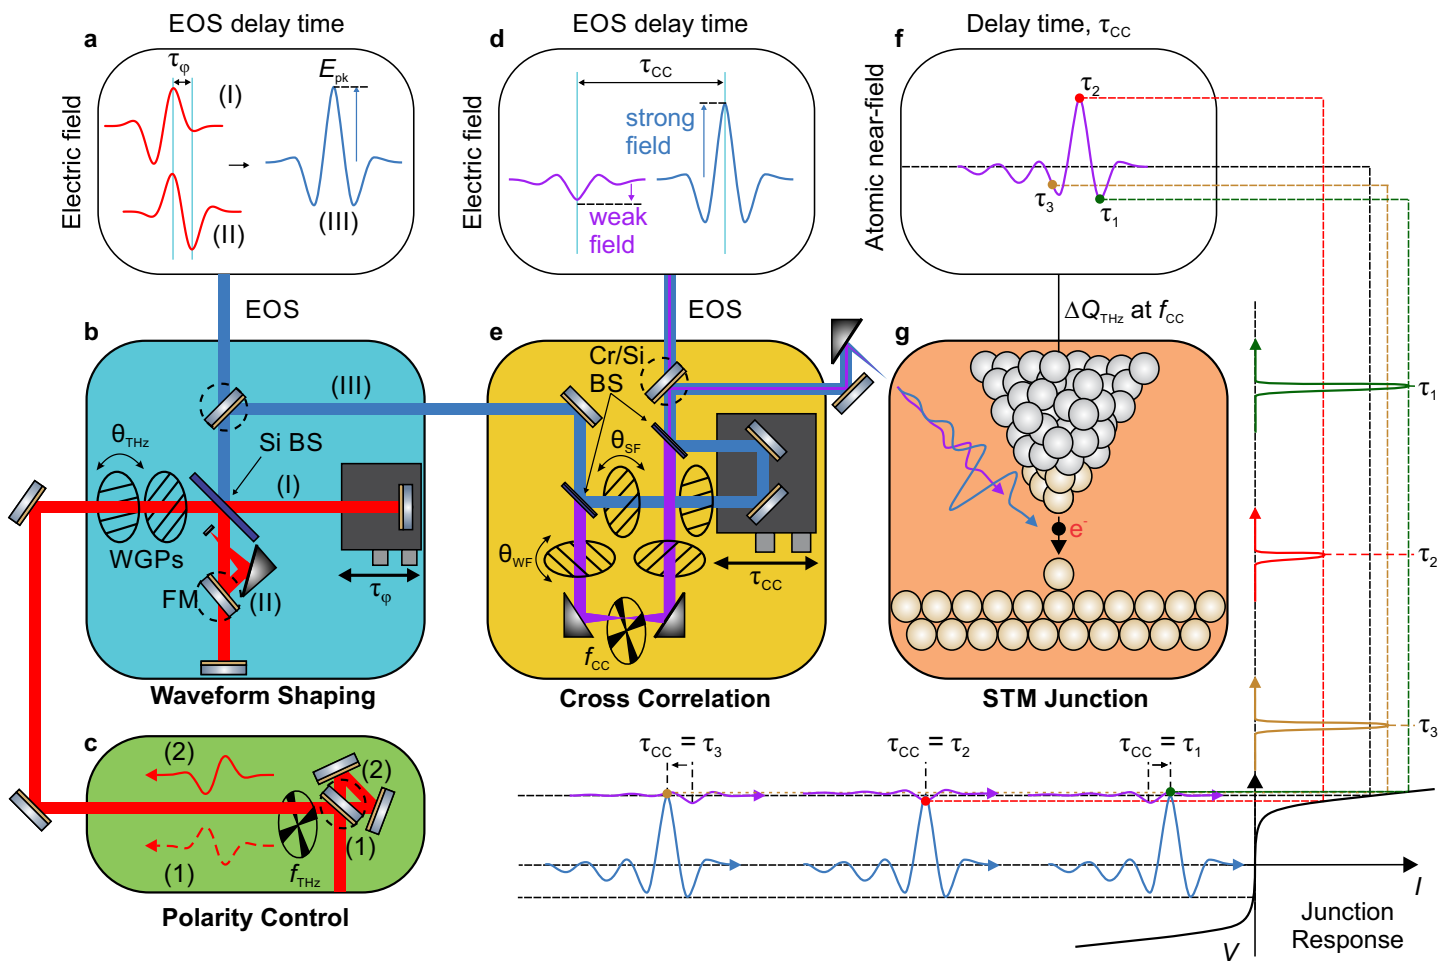 a
EOS delay time
Electric field
τφ
(I)
(II)
Epk
(III)
d
EOS delay time
Electric field
τCC
strong
field
weak
field
f
Delay time, τCC
Atomic near-field
τ2
τ3
τ1
EOS
b
(III)
θTHz
Si BS
(I)
WGPs
FM
(II)
τφ
Waveform Shaping
EOS
e
Cr/Si
BS
θSF
θWF
τCC
fCC
Cross Correlation
ΔQTHz at fCC
g
e-
STM Junction
τ1
τ2
τ3
c
(2)
(2)
(1)
(1)
fTHz
Polarity Control
τCC = τ3
τCC = τ2
τCC = τ1
I
V
Junction
Response